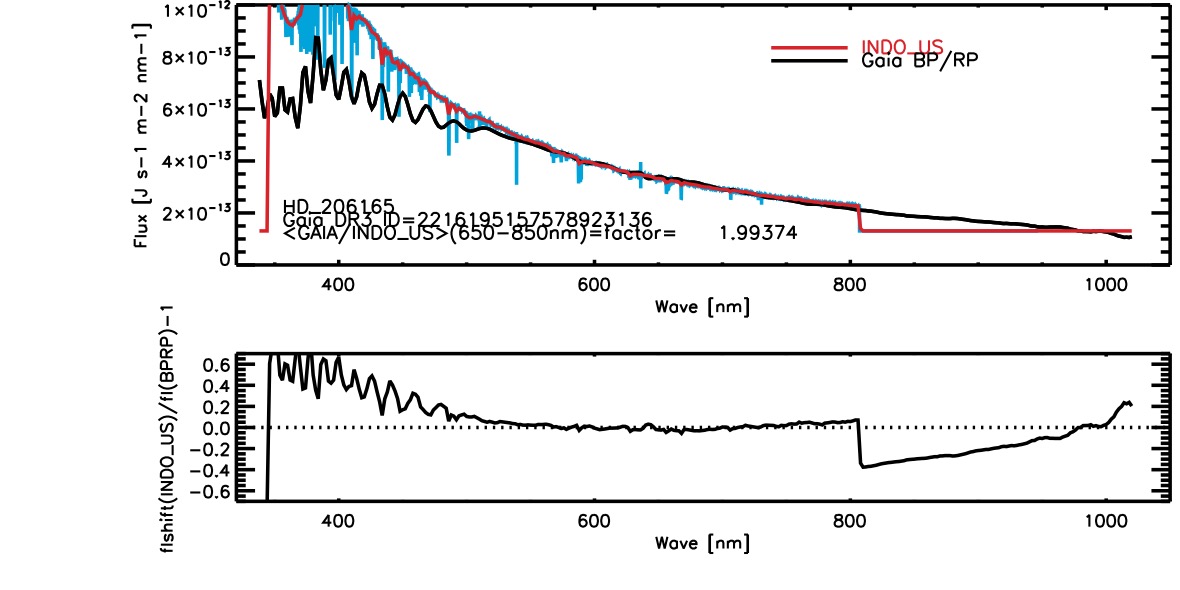 1×10⁻¹²
8×10⁻¹³
6×10⁻¹³
4×10⁻¹³
2×10⁻¹³
0
Flux [J s-1 m-2 nm-1]
INDO_US
Gaia BP/RP
HD_206165
Gaia DR3 ID=2216195157578923136
<GAIA/INDO_US>(650-850nm)=factor= 1.99374
400 600 800 1000
Wave [nm]
0.6
0.4
0.2
0.0
-0.2
-0.4
-0.6
flshift(INDO_US)/fl(BPRP)-1
400 600 800 1000
Wave [nm]